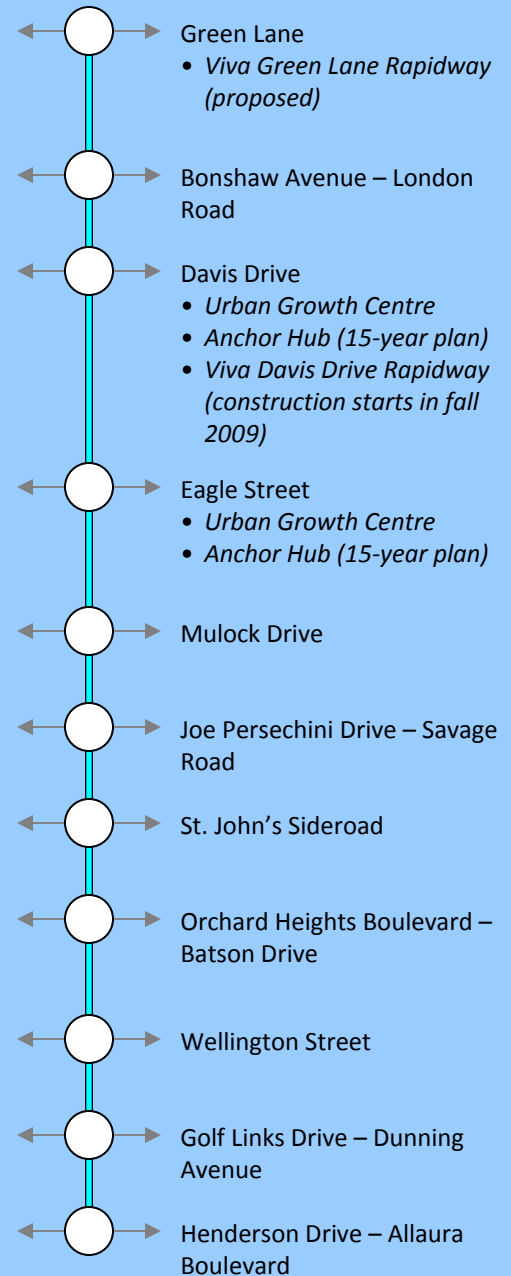 Green Lane
• Viva Green Lane Rapidway
(proposed)
Bonshaw Avenue – London
Road
Davis Drive
• Urban Growth Centre
• Anchor Hub (15-year plan)
• Viva Davis Drive Rapidway
(construction starts in fall
2009)
Eagle Street
• Urban Growth Centre
• Anchor Hub (15-year plan)
Mulock Drive
Joe Persechini Drive – Savage
Road
St. John’s Sideroad
Orchard Heights Boulevard –
Batson Drive
Wellington Street
Golf Links Drive – Dunning
Avenue
Henderson Drive – Allaura
Boulevard